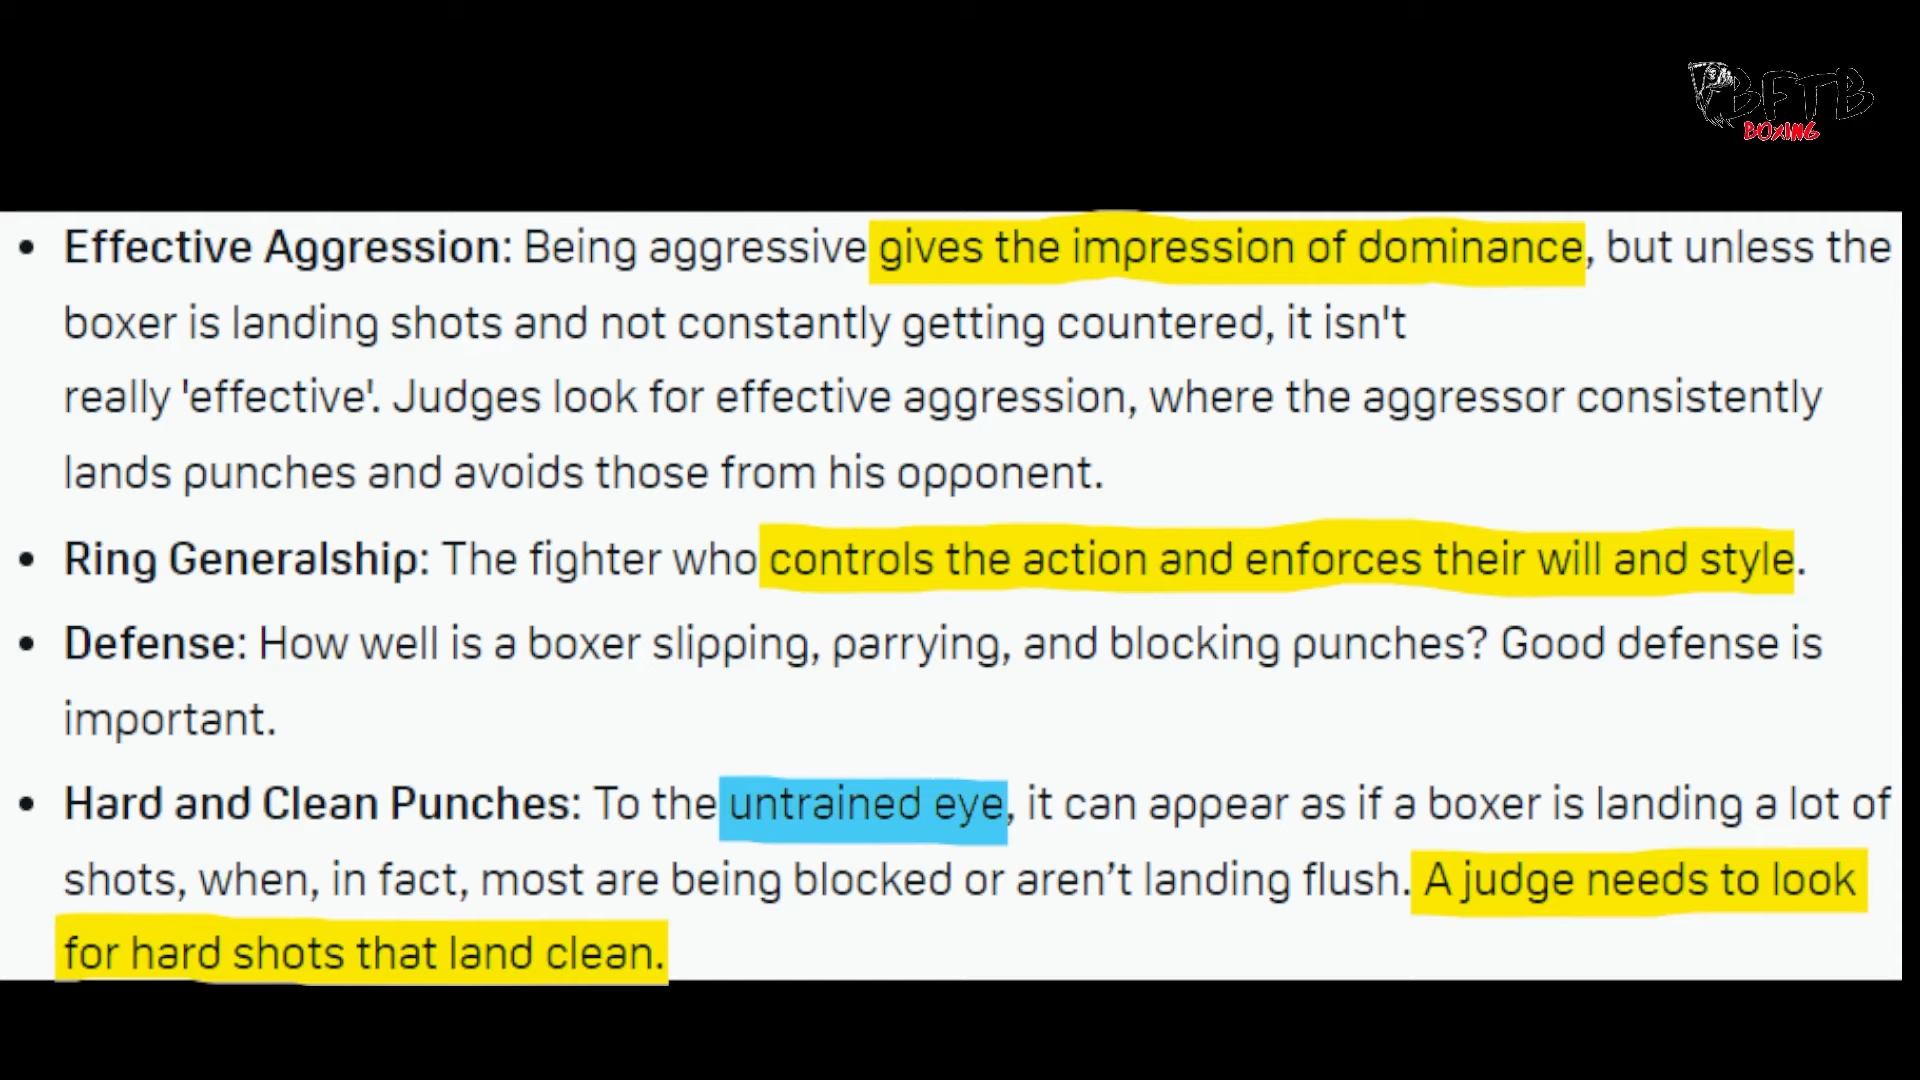 BFTB
BOXING
• Effective Aggression: Being aggressive gives the impression of dominance, but unless the
boxer is landing shots and not constantly getting countered, it isn't
really 'effective'. Judges look for effective aggression, where the aggressor consistently
lands punches and avoids those from his opponent.
• Ring Generalship: The fighter who controls the action and enforces their will and style.
• Defense: How well is a boxer slipping, parrying, and blocking punches? Good defense is
important.
• Hard and Clean Punches: To the untrained eye, it can appear as if a boxer is landing a lot of
shots, when, in fact, most are being blocked or aren’t landing flush. A judge needs to look
for hard shots that land clean.